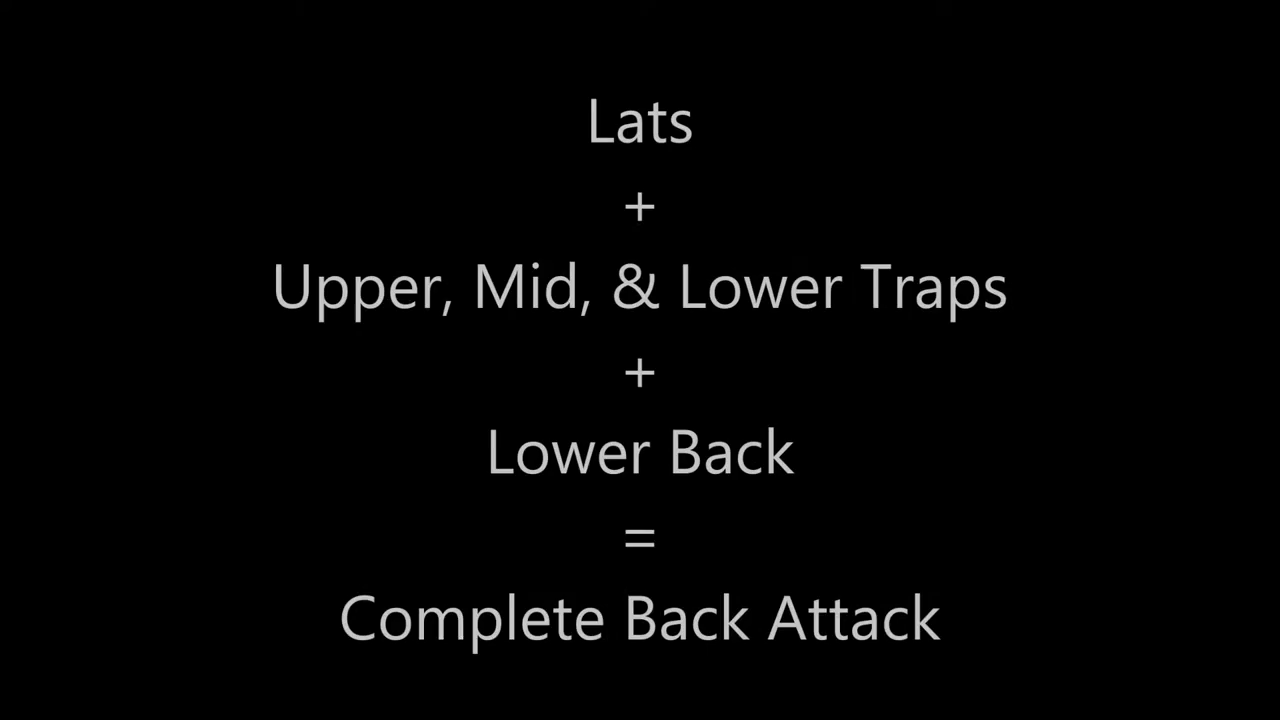 Lats
+
Upper, Mid, & Lower Traps
+
Lower Back
=
Complete Back Attack